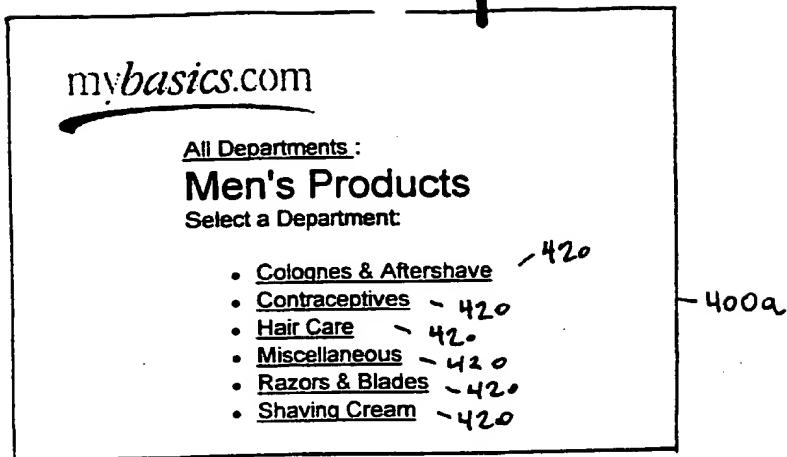 mybasics.com
All Departments :
Men's Products
Select a Department:
• Colognes & Aftershave 420
• Contraceptives 420
• Hair Care 420
• Miscellaneous 420
• Razors & Blades 420
• Shaving Cream 420
400a